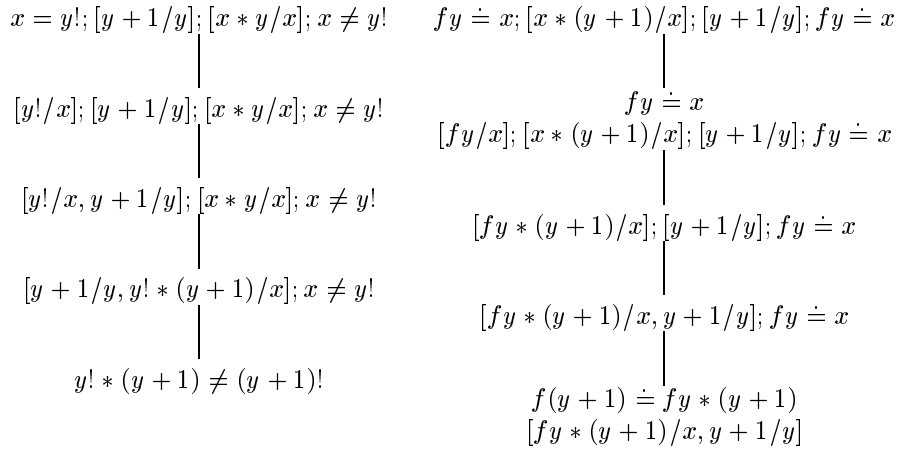 x = y!; [y + 1/y]; [x ∗ y/x]; x ≠ y!
[y!/x]; [y + 1/y]; [x ∗ y/x]; x ≠ y!
[y!/x, y + 1/y]; [x ∗ y/x]; x ≠ y!
[y + 1/y, y! ∗ (y + 1)/x]; x ≠ y!
y! ∗ (y + 1) ≠ (y + 1)!
fy ≐ x; [x ∗ (y + 1)/x]; [y + 1/y]; fy ≐ x
fy ≐ x
[fy/x]; [x ∗ (y + 1)/x]; [y + 1/y]; fy ≐ x
[fy ∗ (y + 1)/x]; [y + 1/y]; fy ≐ x
[fy ∗ (y + 1)/x, y + 1/y]; fy ≐ x
f(y + 1) ≐ fy ∗ (y + 1)
[fy ∗ (y + 1)/x, y + 1/y]